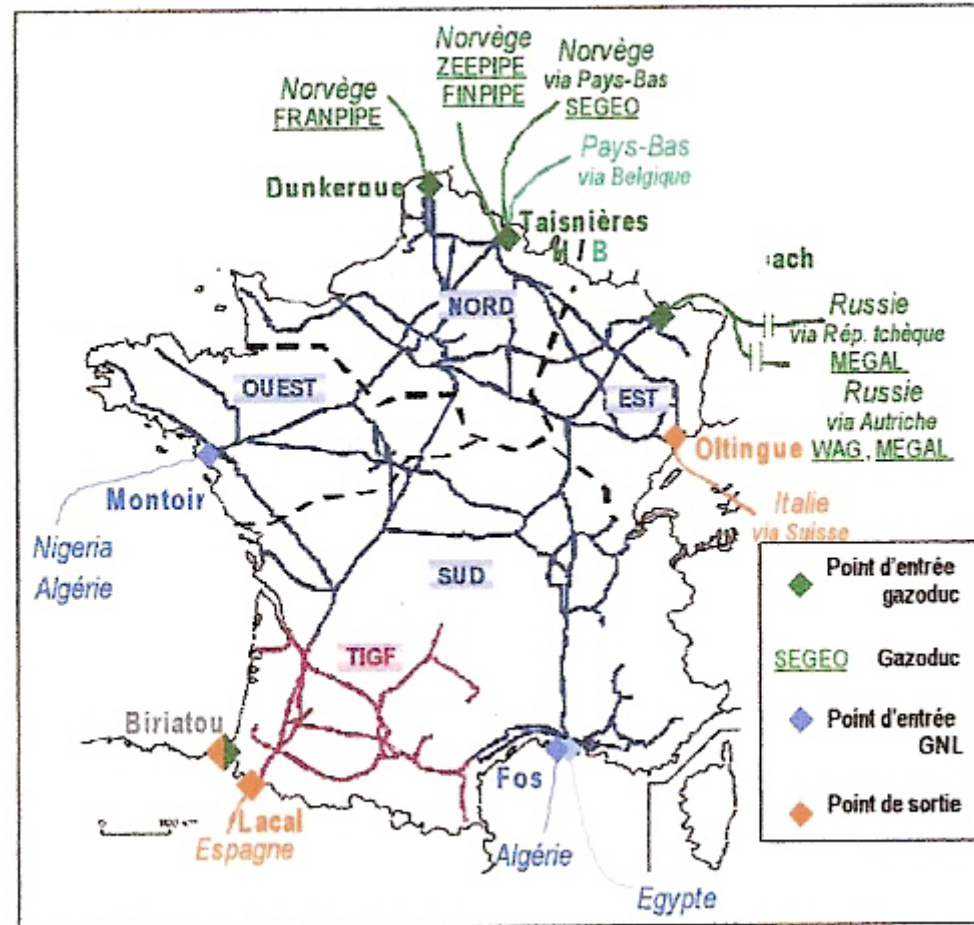 Norvège
FRANPIPE
Norvège
ZEEPIPE
FINPIPE
Norvège
via Pays-Bas
SEGEO
Pays-Bas
via Belgique
Dunkerque
Taisnières
H / B
ach
Russie
via Rép. tchèque
MEGAL
Russie
via Autriche
WAG, MEGAL
NORD
OUEST
EST
Oltingue
Italie
via Suisse
Montoir
Nigeria
Algérie
SUD
TIGF
Biriatou
Lacal
Espagne
Fos
Algérie
Egypte
Point d'entrée
gazoduc
SEGEO Gazoduc
Point d'entrée
GNL
Point de sortie